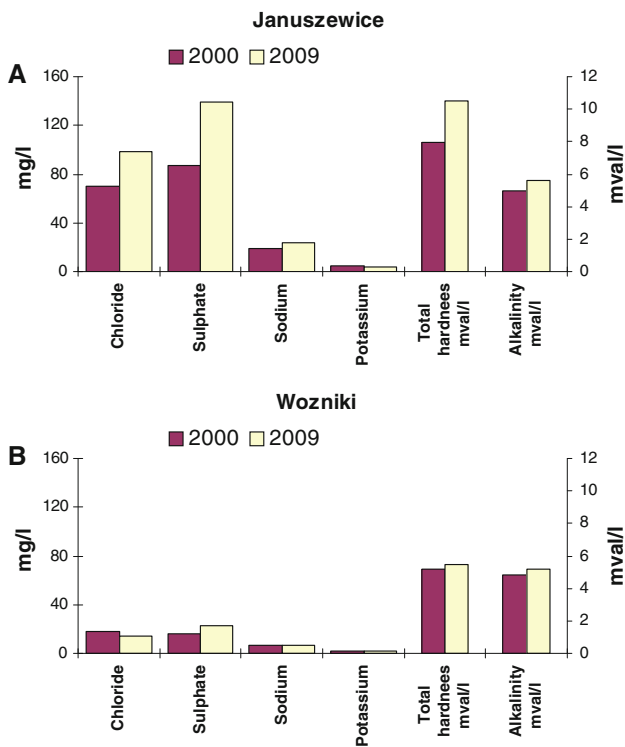 Januszewice
A
2000 2009
160
120
80
40
0
mg/l
12
10
8
6
4
2
0
mval/l
Chloride
Sulphate
Sodium
Potassium
Total
hardnees
mval/l
Alkalinity
mval/l
Wozniki
B
2000 2009
160
120
80
40
0
mg/l
12
10
8
6
4
2
0
mval/l
Chloride
Sulphate
Sodium
Potassium
Total
hardnees
mval/l
Alkalinity
mval/l